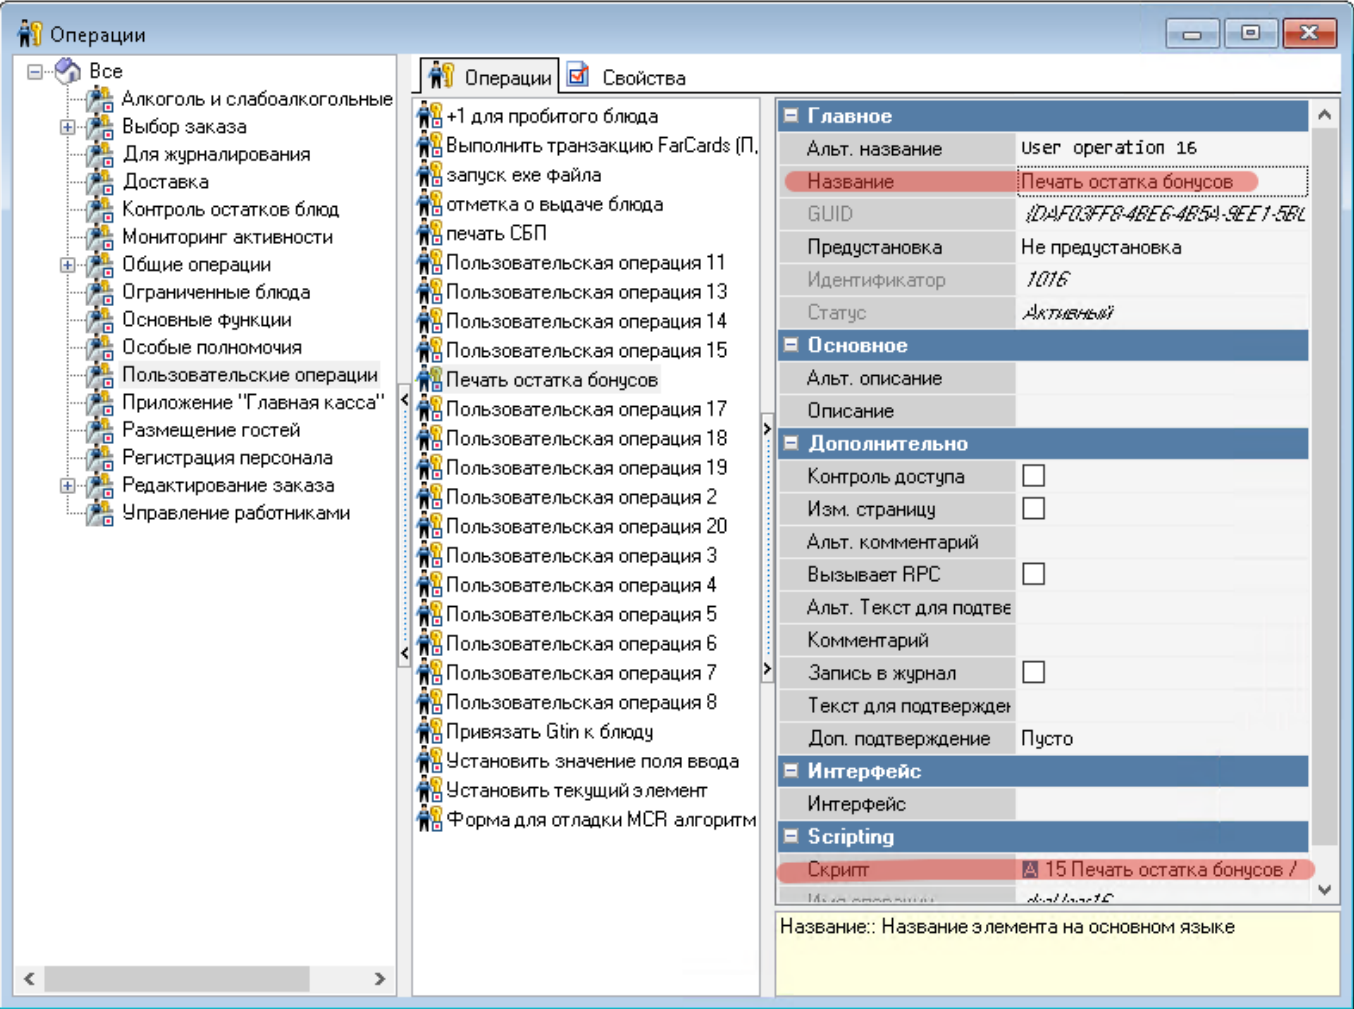 Операции
Все
Алкоголь и слабоалкогольные
Выбор заказа
Для журналирования
Доставка
Контроль остатков блюд
Мониторинг активности
Общие операции
Ограниченные блюда
Основные функции
Особые полномочия
Пользовательские операции
Приложение "Главная касса"
Размещение гостей
Регистрация персонала
Редактирование заказа
Управление работниками
Операции
Свойства
+1 для пробитого блюда
Выполнить транзакцию FarCards (П,
запуск exe файла
отметка о выдаче блюда
печать СБП
Пользовательская операция 11
Пользовательская операция 13
Пользовательская операция 14
Пользовательская операция 15
Печать остатка бонусов
Пользовательская операция 17
Пользовательская операция 18
Пользовательская операция 19
Пользовательская операция 2
Пользовательская операция 20
Пользовательская операция 3
Пользовательская операция 4
Пользовательская операция 5
Пользовательская операция 6
Пользовательская операция 7
Пользовательская операция 8
Привязать Gtin к блюду
Установить значение поля ввода
Установить текущий элемент
Форма для отладки MCR алгоритм
Главное
Альт. название User operation 16
Название Печать остатка бонусов
GUID {DAF03FF8-4BE6-4B5A-9EE1-5B
Предустановка Не предустановка
Идентификатор 1016
Статус Активный
Основное
Альт. описание
Описание
Дополнительно
Контроль доступа
Изм. страницу
Альт. комментарий
Вызывает RPC
Альт. Текст для подтве
Комментарий
Запись в журнал
Текст для подтвержден
Доп. подтверждение Пусто
Интерфейс
Интерфейс
Scripting
Скрипт A 15 Печать остатка бонусов /
Название:: Название элемента на основном языке